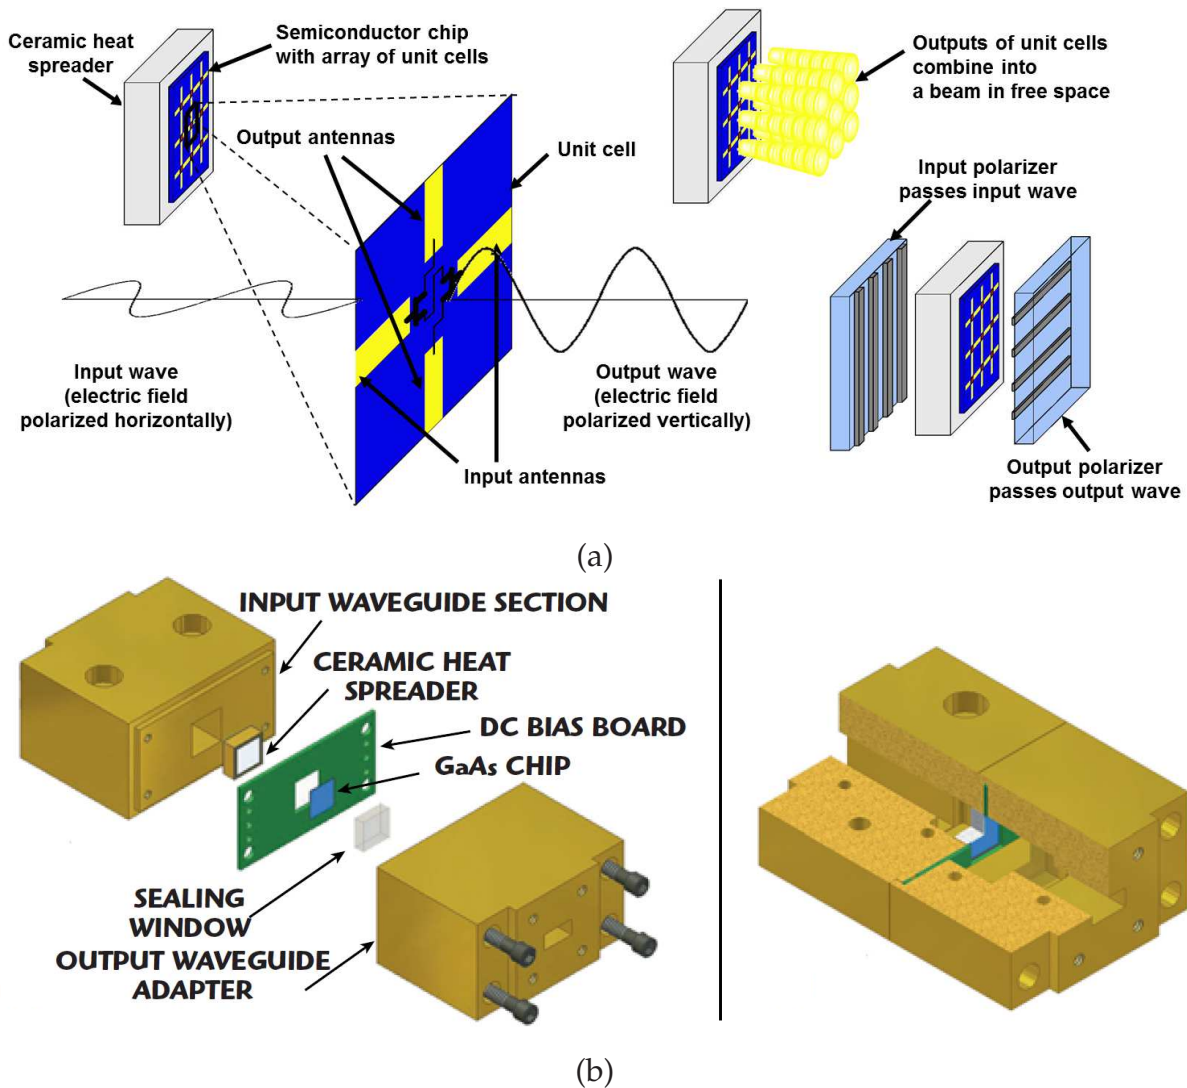 Ceramic heat
spreader
Semiconductor chip
with array of unit cells
Output antennas
Unit cell
Outputs of unit cells
combine into
a beam in free space
Input polarizer
passes input wave
Input wave
(electric field
polarized horizontally)
Output wave
(electric field
polarized vertically)
Input antennas
Output polarizer
passes output wave
(a)
INPUT WAVEGUIDE SECTION
CERAMIC HEAT
SPREADER
DC BIAS BOARD
GaAs CHIP
SEALING
WINDOW
OUTPUT WAVEGUIDE
ADAPTER
(b)